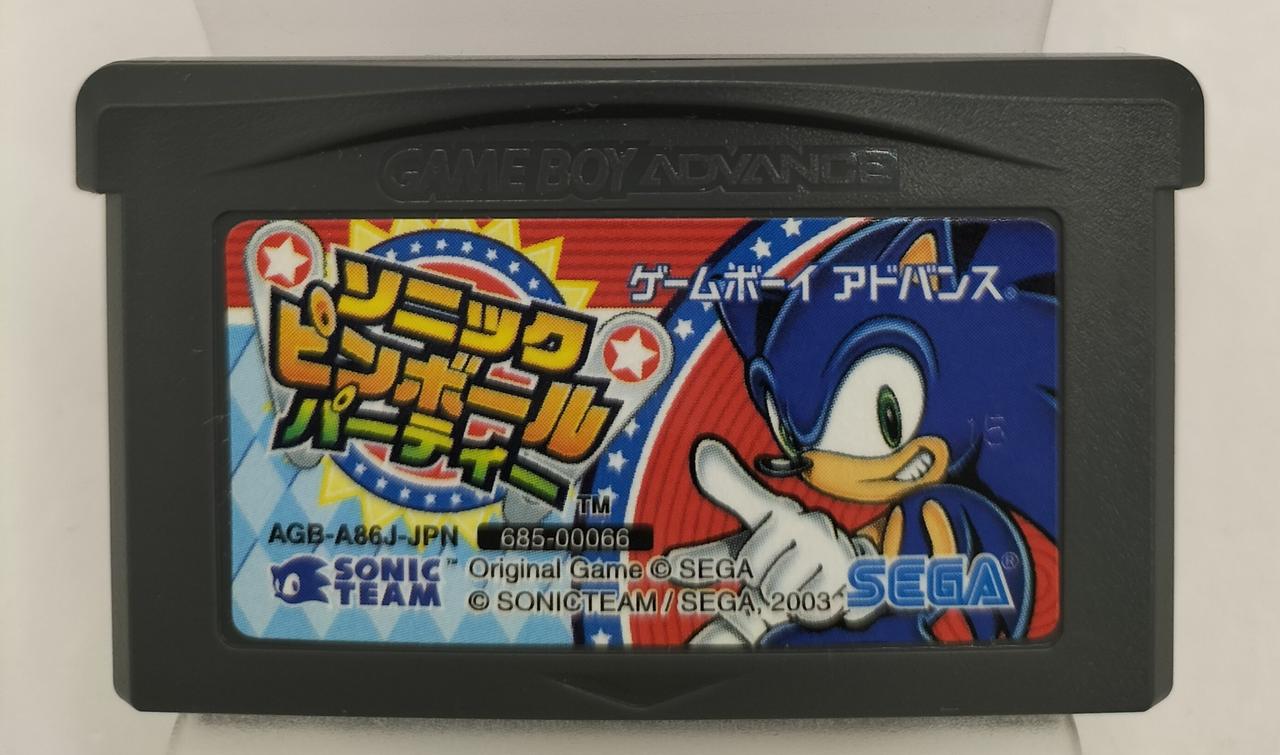 GAME BOY ADVANCE
ゲームボーイ アドバンス®
ソニック
ピンボール
パーティー
TM
AGB-A86J-JPN 685-00066
SONIC TEAM™
Original Game © SEGA
© SONICTEAM / SEGA, 2003
SEGA®
15